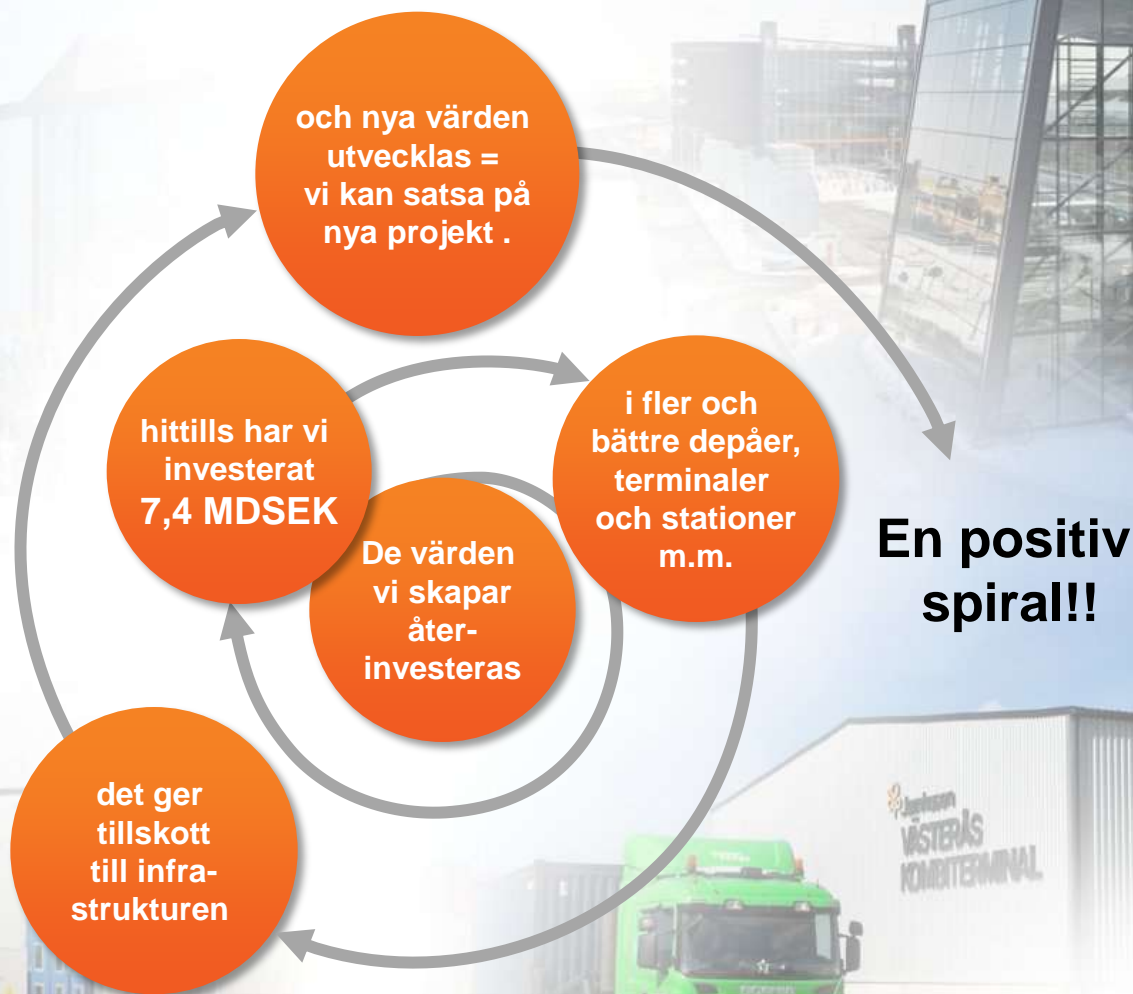 De värden
vi skapar
åter-
investeras
hittills har vi
investerat
7,4 MDSEK
i fler och
bättre depåer,
terminaler
och stationer
m.m.
det ger
tillskott
till infra-
strukturen
och nya värden
utvecklas =
vi kan satsa på
nya projekt .
En positiv
spiral!!
Jernhusen
VÄSTERÅS
KOMBITERMINAL